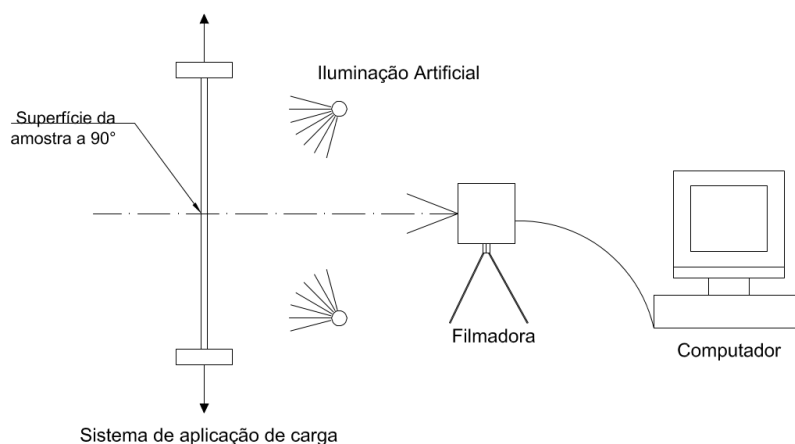 Iluminação Artificial
Superfície da
amostra a 90°
Filmadora
Computador
Sistema de aplicação de carga